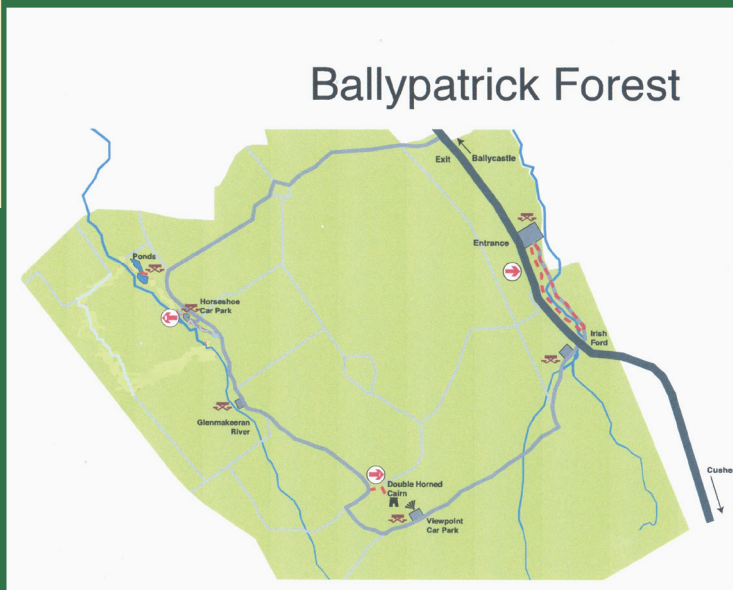 Ballypatrick Forest
Exit
Ballycastle
Entrance
Ponds
Horseshoe
Car Park
Irish
Ford
Glenmakeeran
River
Double Horned
Cairn
Viewpoint
Car Park
Cushe